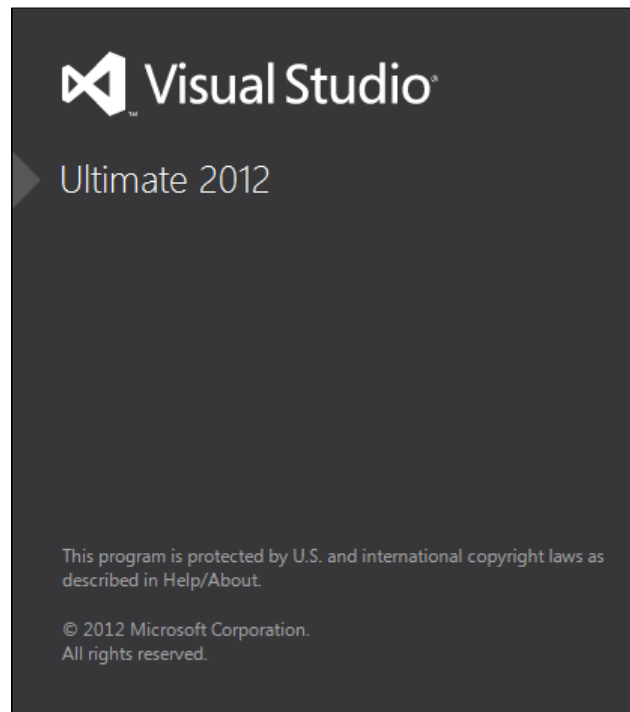 Visual Studio®
™
Ultimate 2012
This program is protected by U.S. and international copyright laws as
described in Help/About.
© 2012 Microsoft Corporation.
All rights reserved.